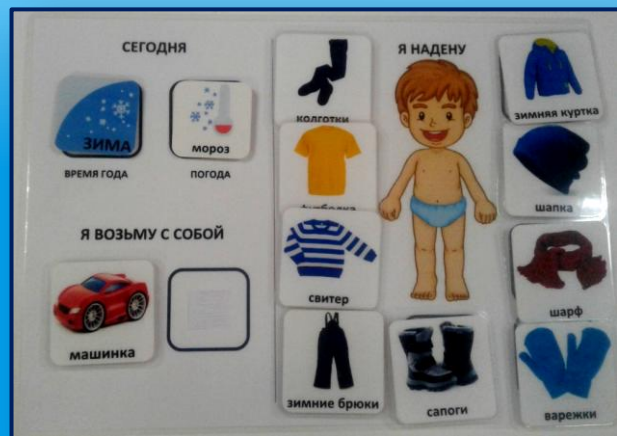 СЕГОДНЯ
ЗИМА
мороз
ВРЕМЯ ГОДА
ПОГОДА
Я ВОЗЬМУ С СОБОЙ
машинка
Я НАДЕНУ
колготки
футболка
свитер
зимние брюки
сапоги
зимняя куртка
шапка
шарф
варежки